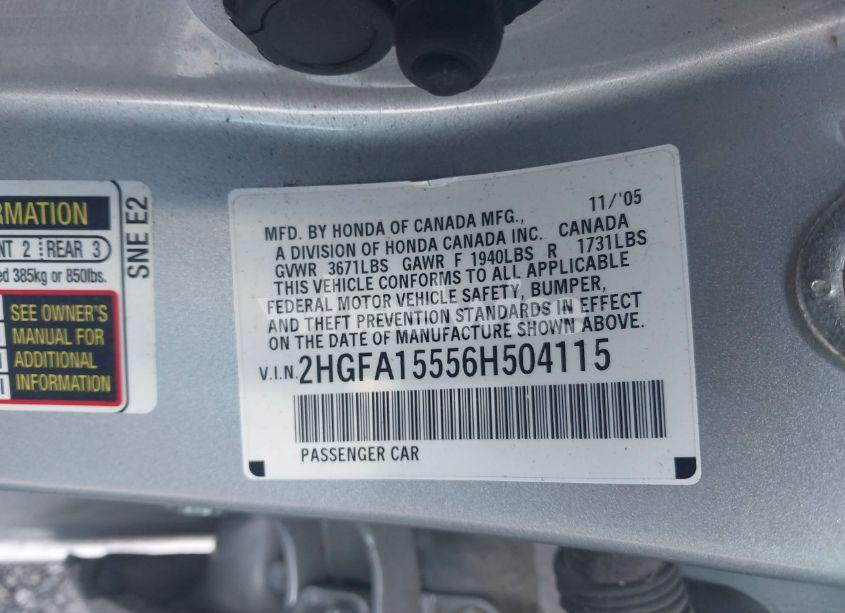 RMATION
NT 2 REAR 3
ed 385kg or 850lbs.
SEE OWNER'S
MANUAL FOR
ADDITIONAL
INFORMATION
SNE E2
11/'05
MFD. BY HONDA OF CANADA MFG.,
A DIVISION OF HONDA CANADA INC. CANADA
GVWR 3671LBS GAWR F 1940LBS R 1731LBS
THIS VEHICLE CONFORMS TO ALL APPLICABLE
FEDERAL MOTOR VEHICLE SAFETY, BUMPER,
AND THEFT PREVENTION STANDARDS IN EFFECT
ON THE DATE OF MANUFACTURE SHOWN ABOVE.
V.I.N. 2HGFA15556H504115
PASSENGER CAR